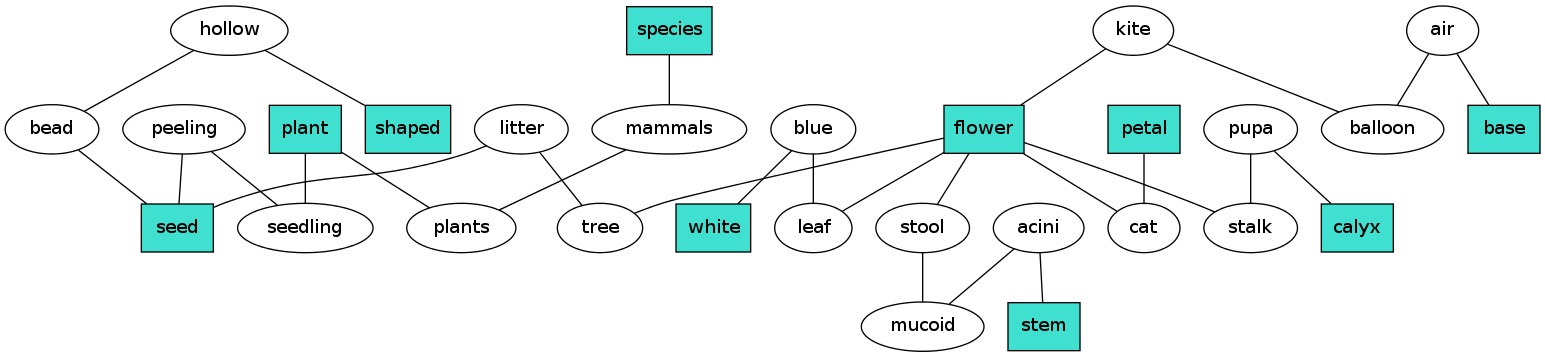 hollow
species
kite
air
bead
peeling
plant
shaped
litter
mammals
blue
flower
petal
pupa
balloon
base
seed
seedling
plants
tree
white
leaf
stool
acini
cat
stalk
calyx
mucoid
stem